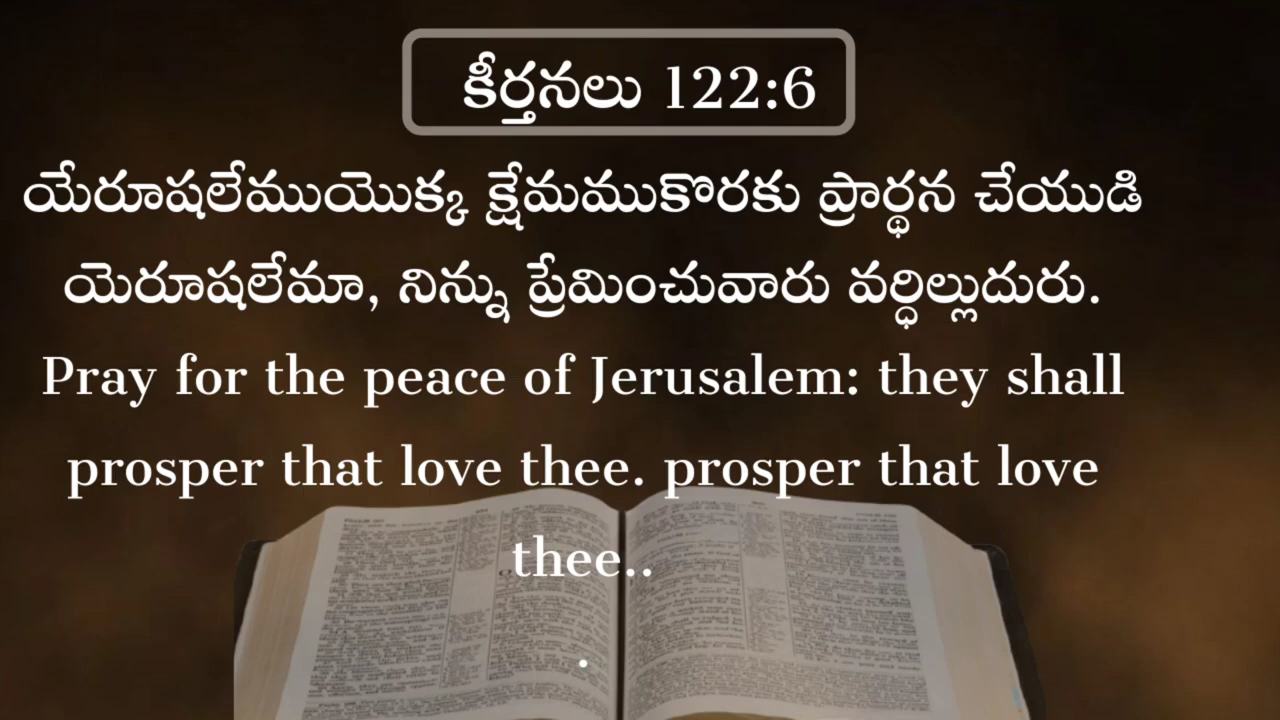 కీర్తనలు 122:6
యేరూషలేముయొక్క క్షేమముకొరకు ప్రార్థన చేయుడి
యెరూషలేమా, నిన్ను ప్రేమించువారు వర్ధిల్లుదురు.
Pray for the peace of Jerusalem: they shall
prosper that love thee. prosper that love
thee..
.